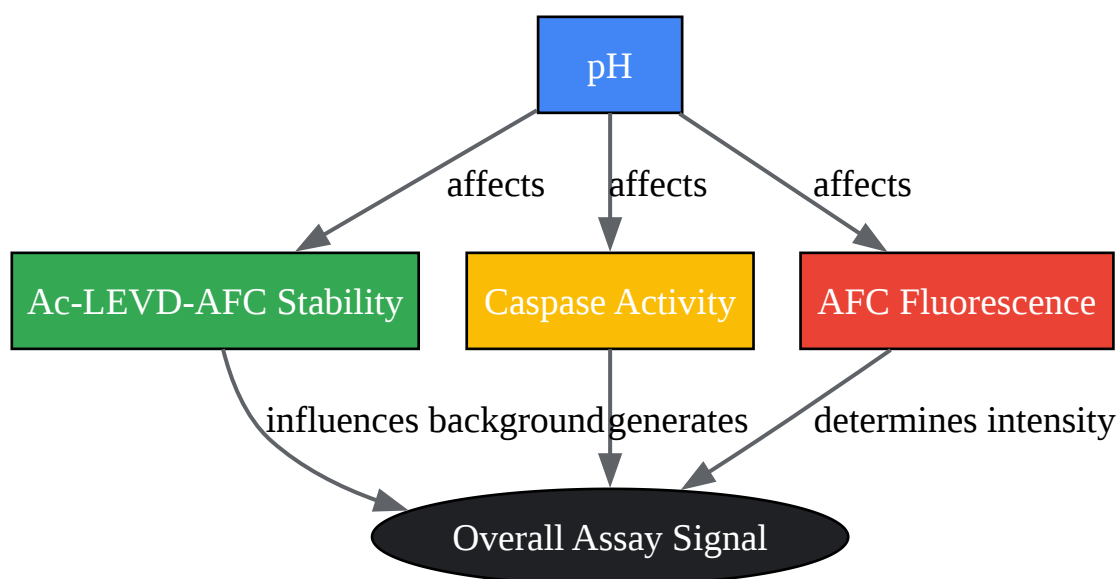 pH
affects
affects
affects
Ac-LEVD-AFC Stability
Caspase Activity
AFC Fluorescence
influences background
generates
determines intensity
Overall Assay Signal